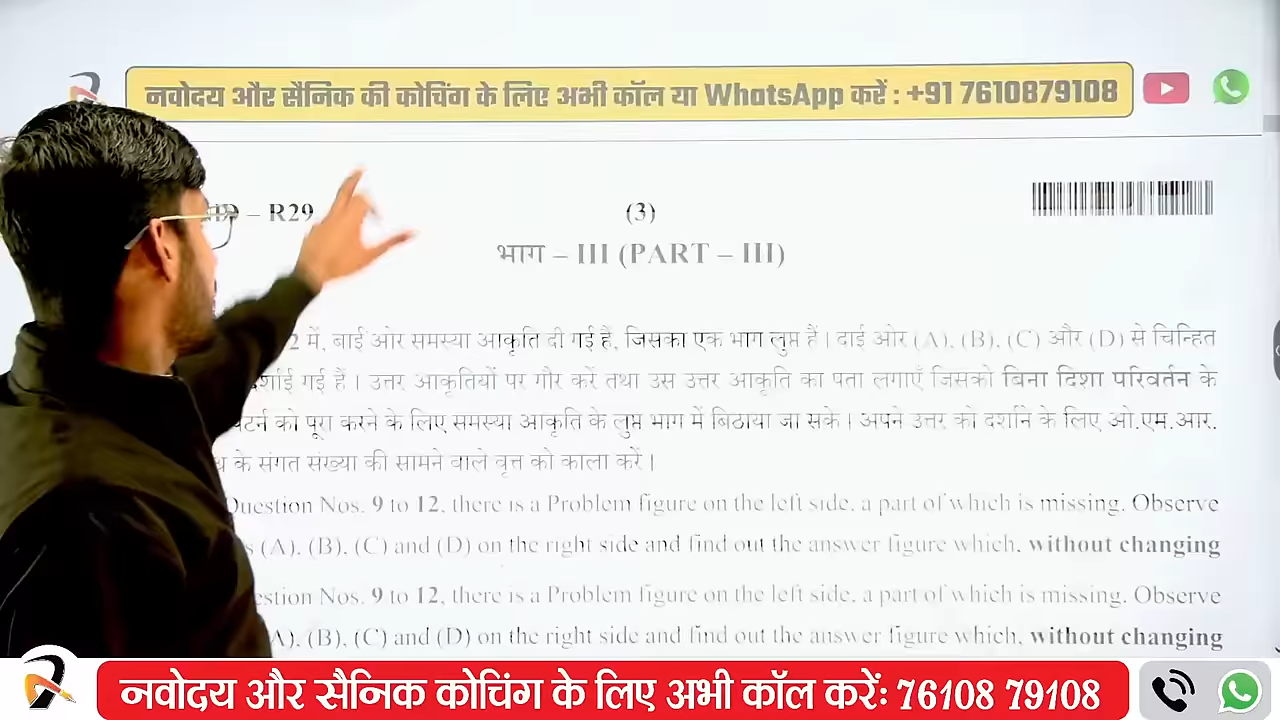 नवोदय और सैनिक की कोचिंग के लिए अभी कॉल या WhatsApp करें : +91 7610879108
– R29
(3)
भाग – III (PART – III)
2 में, बाईं ओर समस्या आकृति दी गई है, जिसका एक भाग लुप्त है । दाईं ओर (A), (B), (C) और (D) से चिन्हित
गई हैं । उत्तर आकृतियों पर गौर करें तथा उस उत्तर आकृति का पता लगाएँ जिसको बिना दिशा परिवर्तन के
को पूरा करने के लिए समस्या आकृति के लुप्त भाग में बिठाया जा सके । अपने उत्तर को दर्शाने के लिए ओ.एम.आर.
के संगत संख्या की सामने वाले वृत्त को काला करें ।
Question Nos. 9 to 12, there is a Problem figure on the left side, a part of which is missing. Observe
(A), (B), (C) and (D) on the right side and find out the answer figure which, without changing
estion Nos. 9 to 12, there is a Problem figure on the left side, a part of which is missing. Observe
A), (B), (C) and (D) on the right side and find out the answer figure which, without changing
नवोदय और सैनिक कोचिंग के लिए अभी कॉल करें: 76108 79108